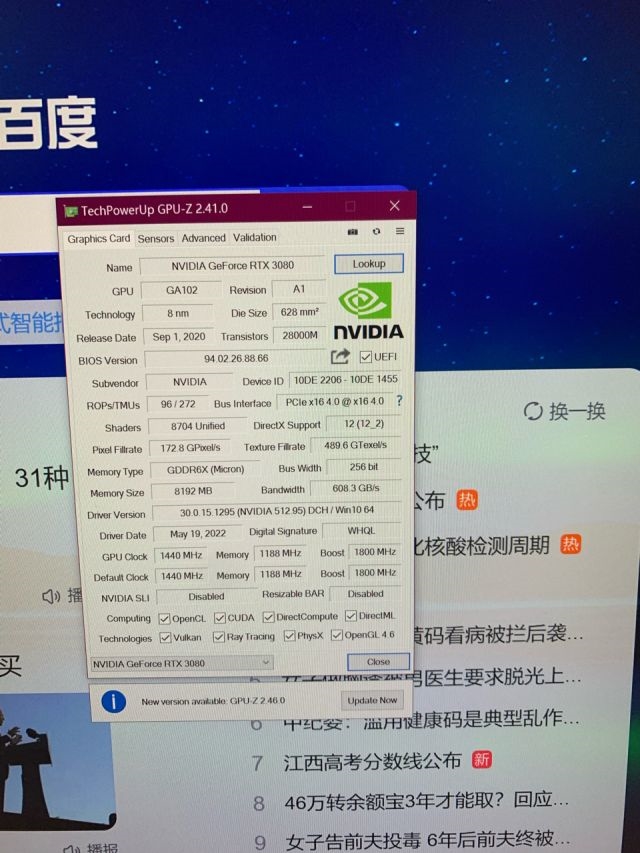 百度
TechPowerUp GPU-Z 2.41.0
Graphics Card Sensors Advanced Validation
Name NVIDIA GeForce RTX 3080 Lookup
GPU GA102 Revision A1
Technology 8 nm Die Size 628 mm²
Release Date Sep 1, 2020 Transistors 28000M
NVIDIA
BIOS Version 94.02.26.88.66 UEFI
Subvendor NVIDIA Device ID 10DE 2206 - 10DE 1455
ROPs/TMUs 96 / 272 Bus Interface PCIe x16 4.0 @ x16 4.0 ?
Shaders 8704 Unified DirectX Support 12 (12_2)
Pixel Fillrate 172.8 GPixel/s Texture Fillrate 489.6 GTexel/s
Memory Type GDDR6X (Micron) Bus Width 256 bit
Memory Size 8192 MB Bandwidth 608.3 GB/s
Driver Version 30.0.15.1295 (NVIDIA 512.95) DCH / Win10 64
Driver Date May 19, 2022 Digital Signature WHQL
GPU Clock 1440 MHz Memory 1188 MHz Boost 1800 MHz
Default Clock 1440 MHz Memory 1188 MHz Boost 1800 MHz
NVIDIA SLI Disabled Resizable BAR Disabled
Computing OpenCL CUDA DirectCompute DirectML
Technologies Vulkan Ray Tracing PhysX OpenGL 4.6
NVIDIA GeForce RTX 3080 Close
New version available: GPU-Z 2.46.0 Update Now
式智能
换一换
31种
技”
公布 热
化核酸检测周期 热
播
黄码看病被拦后袭...
买
男医生要求脱光上...
6 中纪委：滥用健康码是典型乱作...
7 江西高考分数线公布 新
8 46万转余额宝3年才能取？回应...
9 女子告前夫投毒 6年后前夫终被...
播报